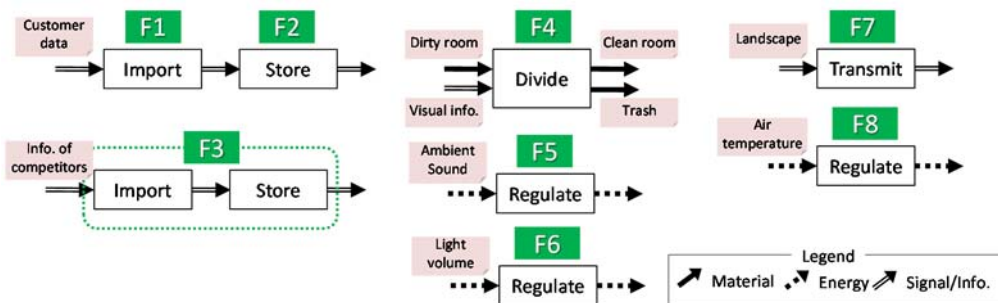 Customer
data
F1
F2
Import
Store
Info. of
competitors
F3
Import
Store
F4
Dirty room
Clean room
Divide
Visual info.
Trash
Ambient
Sound
F5
Regulate
Light
volume
F6
Regulate
F7
Landscape
Transmit
Air
temperature
F8
Regulate
Legend
Material
Energy
Signal/Info.